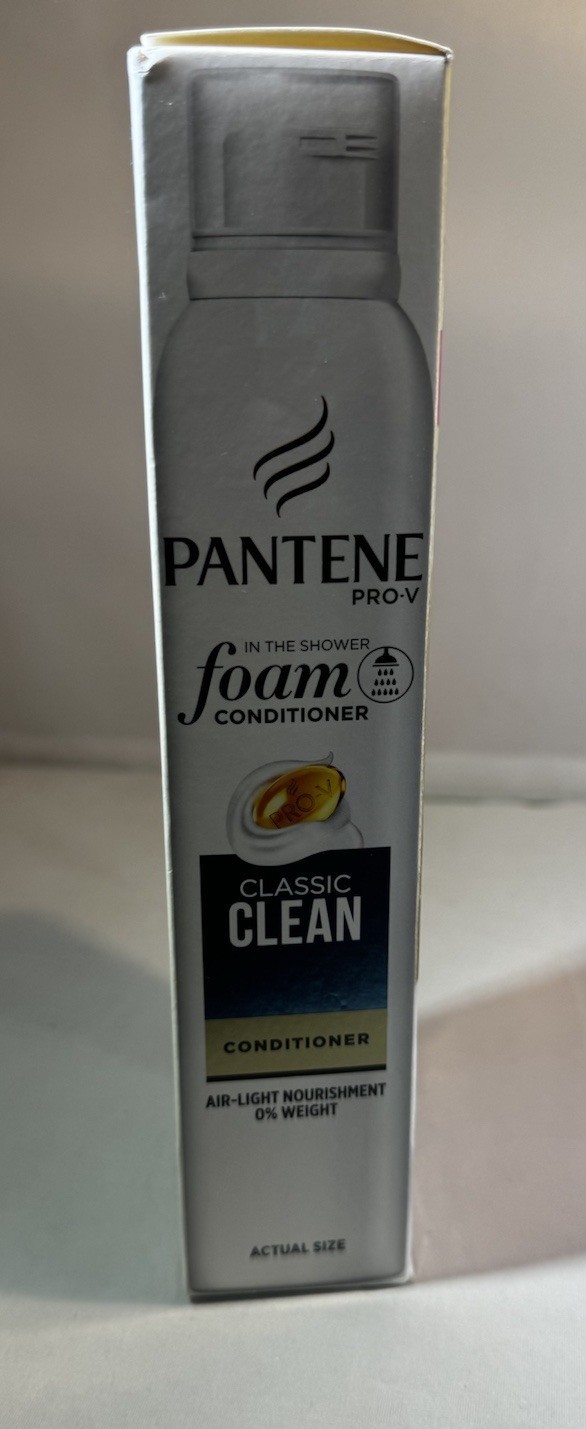 PANTENE
PRO-V
IN THE SHOWER
foam
CONDITIONER
PRO-V
CLASSIC
CLEAN
CONDITIONER
AIR-LIGHT NOURISHMENT
0% WEIGHT
ACTUAL SIZE